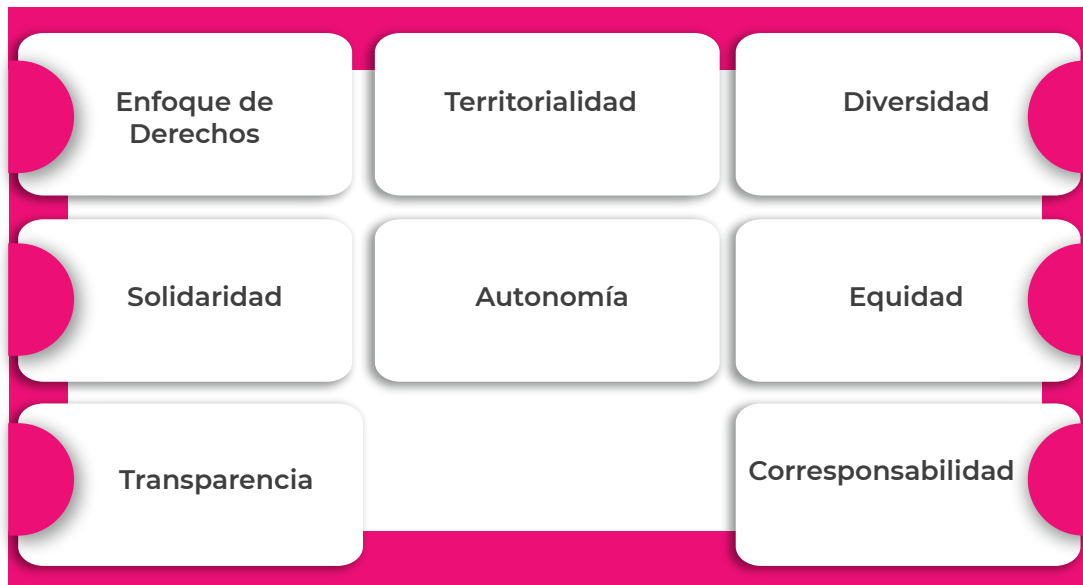 Enfoque de
Derechos
Territorialidad
Diversidad
Solidaridad
Autonomía
Equidad
Transparencia
Corresponsabilidad